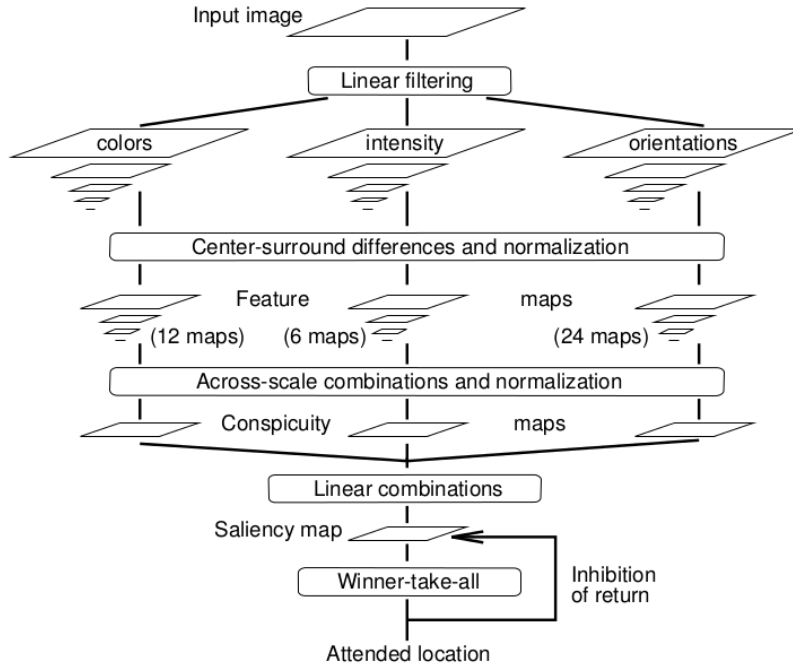 Input image
Linear filtering
colors intensity orientations
Center-surround differences and normalization
Feature maps
(12 maps) (6 maps) (24 maps)
Across-scale combinations and normalization
Conspicuity maps
Linear combinations
Saliency map
Winner-take-all
Inhibition
of return
Attended location